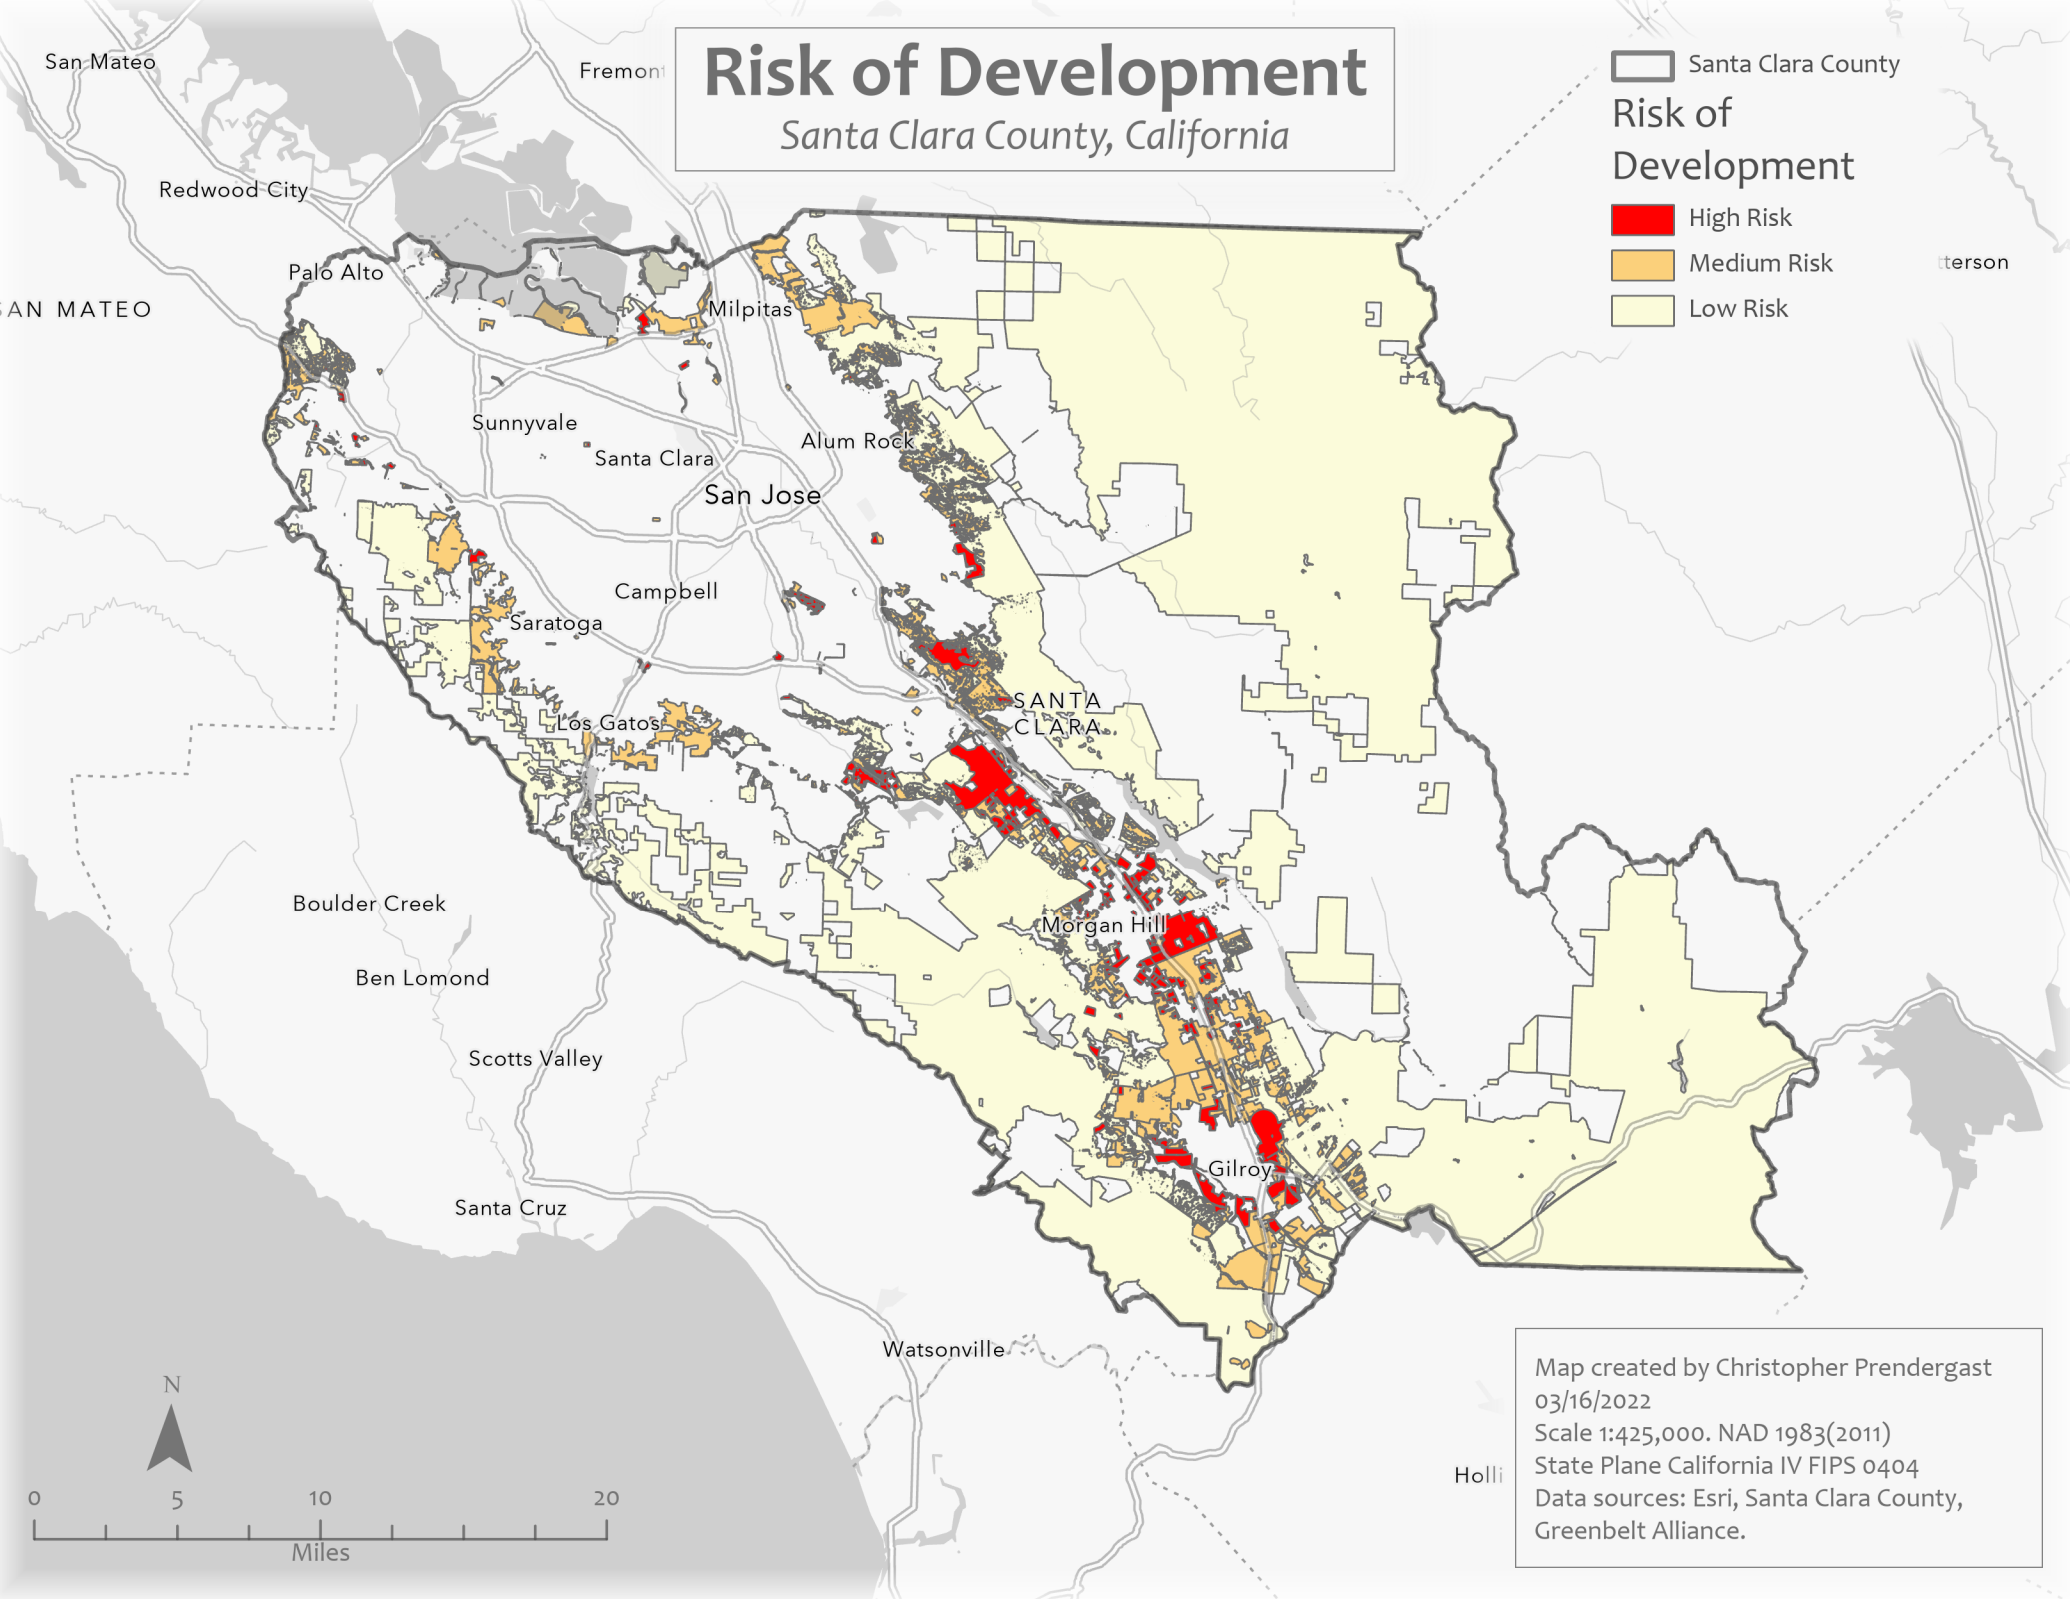 Risk of Development
Santa Clara County, California
Santa Clara County
Risk of
Development
High Risk
Medium Risk
Low Risk
San Mateo
Fremont
Redwood City
Palo Alto
AN MATEO
Milpitas
terson
Sunnyvale
Santa Clara
Alum Rock
San Jose
Campbell
Saratoga
SANTA
CLARA
Los Gatos
Boulder Creek
Morgan Hill
Ben Lomond
Scotts Valley
Gilroy
Santa Cruz
Watsonville
Holli
N
0 5 10 20
Miles
Map created by Christopher Prendergast
03/16/2022
Scale 1:425,000. NAD 1983(2011)
State Plane California IV FIPS 0404
Data sources: Esri, Santa Clara County,
Greenbelt Alliance.